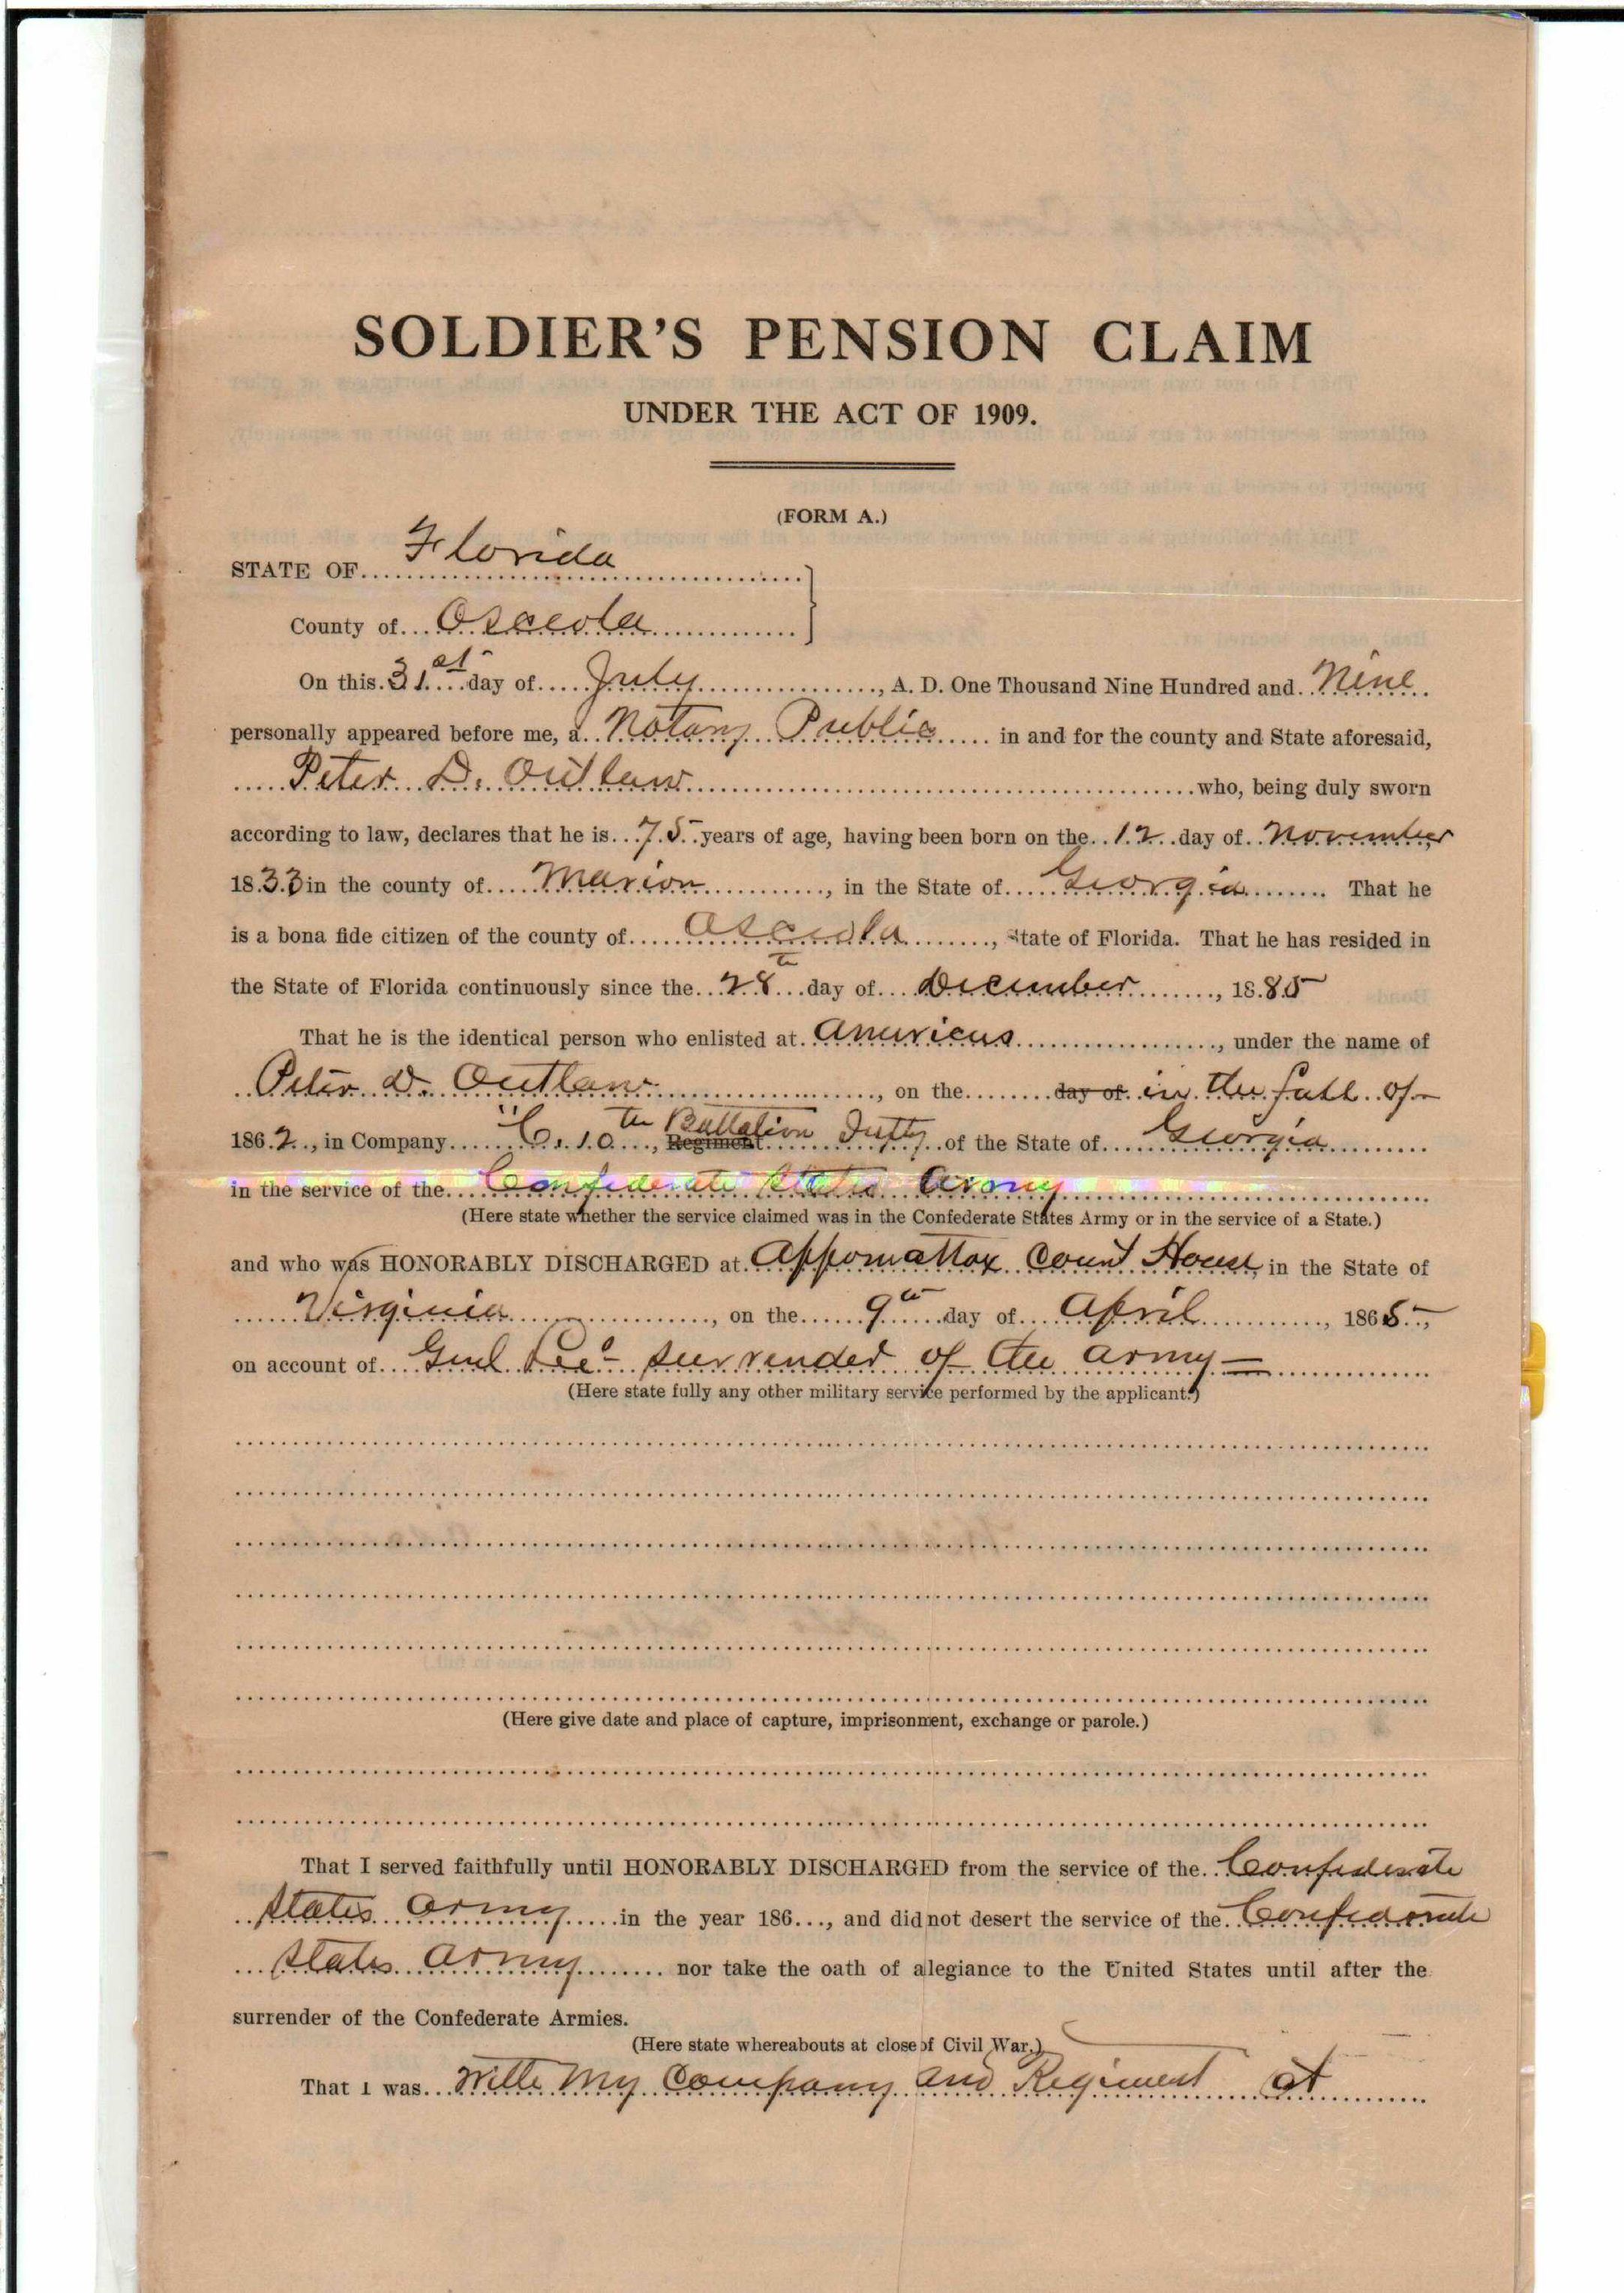 SOLDIER'S PENSION CLAIM
UNDER THE ACT OF 1909.
(FORM A.)
STATE OF Florida
County of Osceola
On this 31st day of July, A. D. One Thousand Nine Hundred and Nine
personally appeared before me, a Notary Public in and for the county and State aforesaid,
Peter D. Outlaw who, being duly sworn
according to law, declares that he is 75 years of age, having been born on the 12 day of November
1833 in the county of Marion, in the State of Georgia. That he
is a bona fide citizen of the county of Osceola, State of Florida. That he has resided in
the State of Florida continuously since the 28th day of December, 1885
That he is the identical person who enlisted at Americus, under the name of
Peter D. Outlaw, on the day of in the fall of
1862, in Company "C. 10th, Regiment Battalion Inftry of the State of Georgia
in the service of the Confederate States Army
(Here state whether the service claimed was in the Confederate States Army or in the service of a State.)
and who was HONORABLY DISCHARGED at Appomattox Court House, in the State of
Virginia, on the 9th day of April, 1865,
on account of Genl Lee's surrender of the army
(Here state fully any other military service performed by the applicant.)
(Here give date and place of capture, imprisonment, exchange or parole.)
That I served faithfully until HONORABLY DISCHARGED from the service of the Confederate
States Army in the year 186..., and did not desert the service of the Confederate
States Army nor take the oath of allegiance to the United States until after the
surrender of the Confederate Armies.
(Here state whereabouts at close of Civil War.)
That I was With My Company and Regiment at